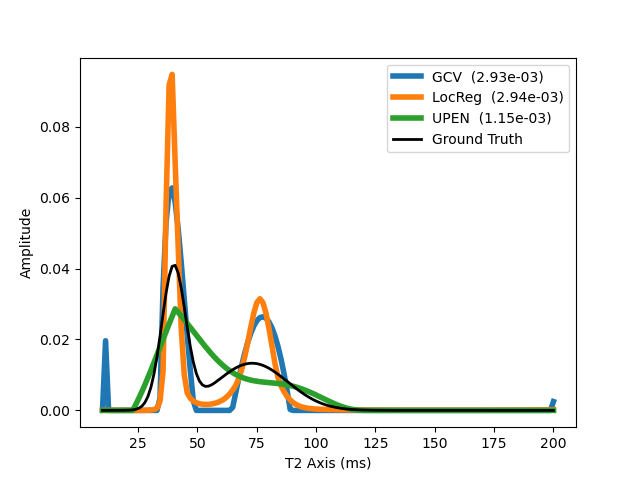 GCV (2.93e-03)
LocReg (2.94e-03)
UPEN (1.15e-03)
Ground Truth
Amplitude
0.08
0.06
0.04
0.02
0.00
25 50 75 100 125 150 175 200
T2 Axis (ms)